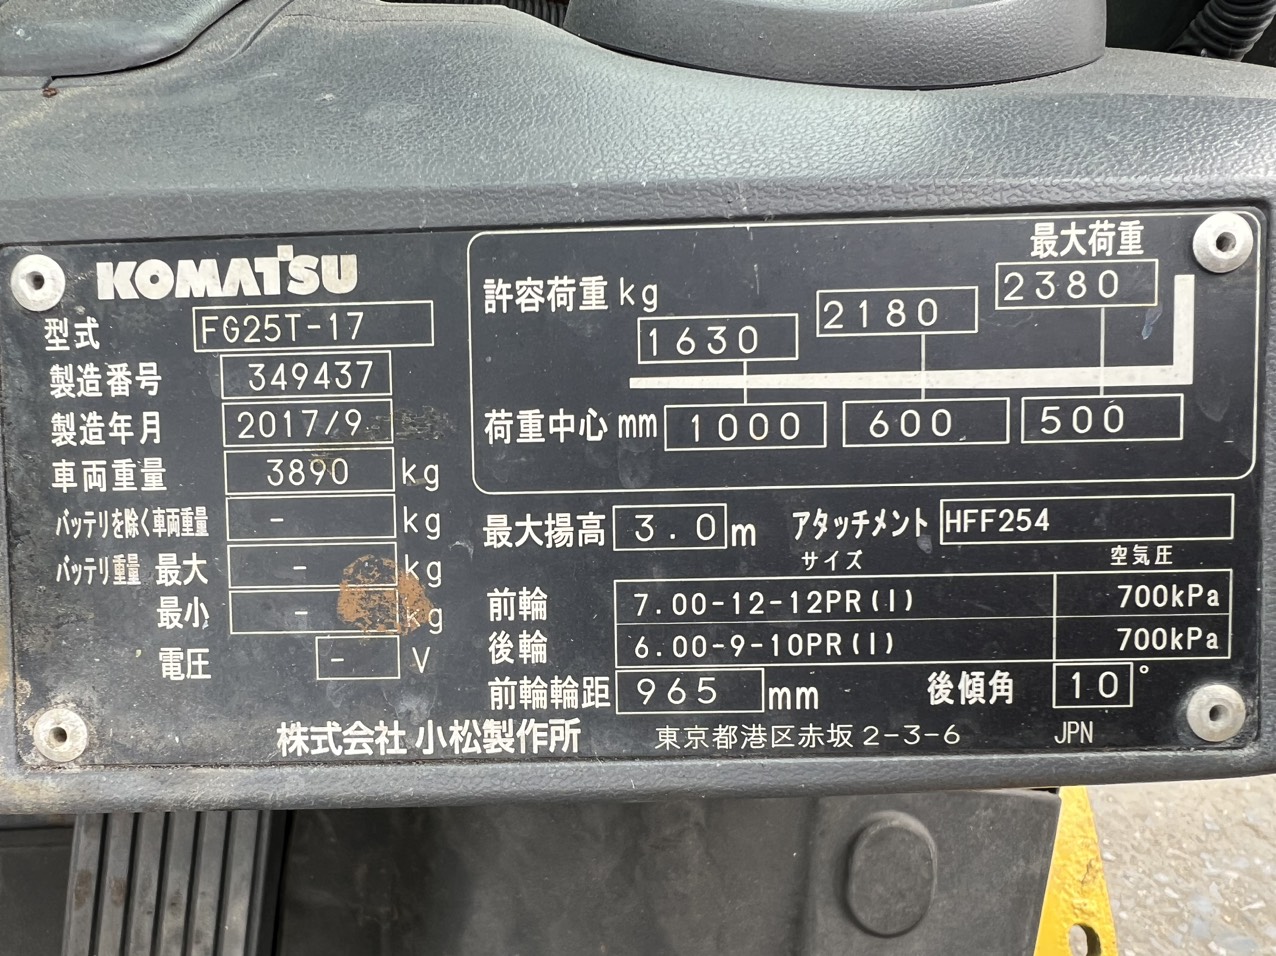 KOMATSU
型式 FG25T-17
製造番号 349437
製造年月 2017/9
車両重量 3890 kg
バッテリを除く車両重量 - kg
バッテリ重量 最大 - kg
最小 - kg
電圧 - V
最大荷重
許容荷重 kg 1630 2180 2380
荷重中心 mm 1000 600 500
最大揚高 3.0 m アタッチメント HFF254
サイズ 空気圧
前輪 7.00-12-12PR(I) 700kPa
後輪 6.00-9-10PR(I) 700kPa
前輪輪距 965 mm 後傾角 10°
株式会社 小松製作所 東京都港区赤坂 2-3-6 JPN